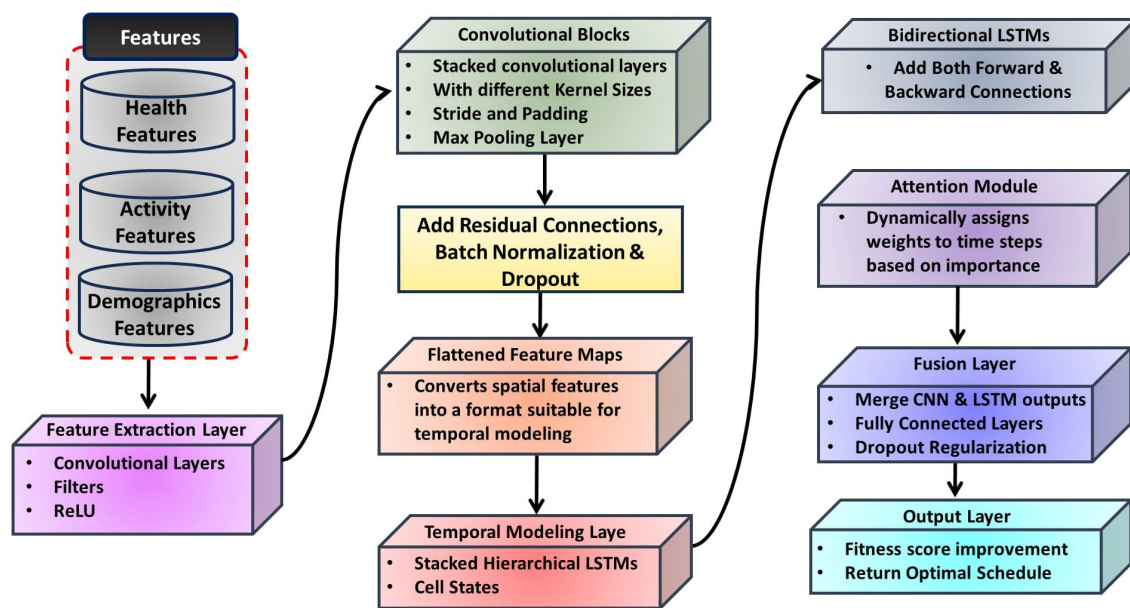 Features
Health
Features
Activity
Features
Demographics
Features
Feature Extraction Layer
• Convolutional Layers
• Filters
• ReLU
Convolutional Blocks
• Stacked convolutional layers
• With different Kernel Sizes
• Stride and Padding
• Max Pooling Layer
Add Residual Connections,
Batch Normalization &
Dropout
Flattened Feature Maps
• Converts spatial features
into a format suitable for
temporal modeling
Temporal Modeling Laye
• Stacked Hierarchical LSTMs
• Cell States
Bidirectional LSTMs
• Add Both Forward &
Backward Connections
Attention Module
• Dynamically assigns
weights to time steps
based on importance
Fusion Layer
• Merge CNN & LSTM outputs
• Fully Connected Layers
• Dropout Regularization
Output Layer
• Fitness score improvement
• Return Optimal Schedule